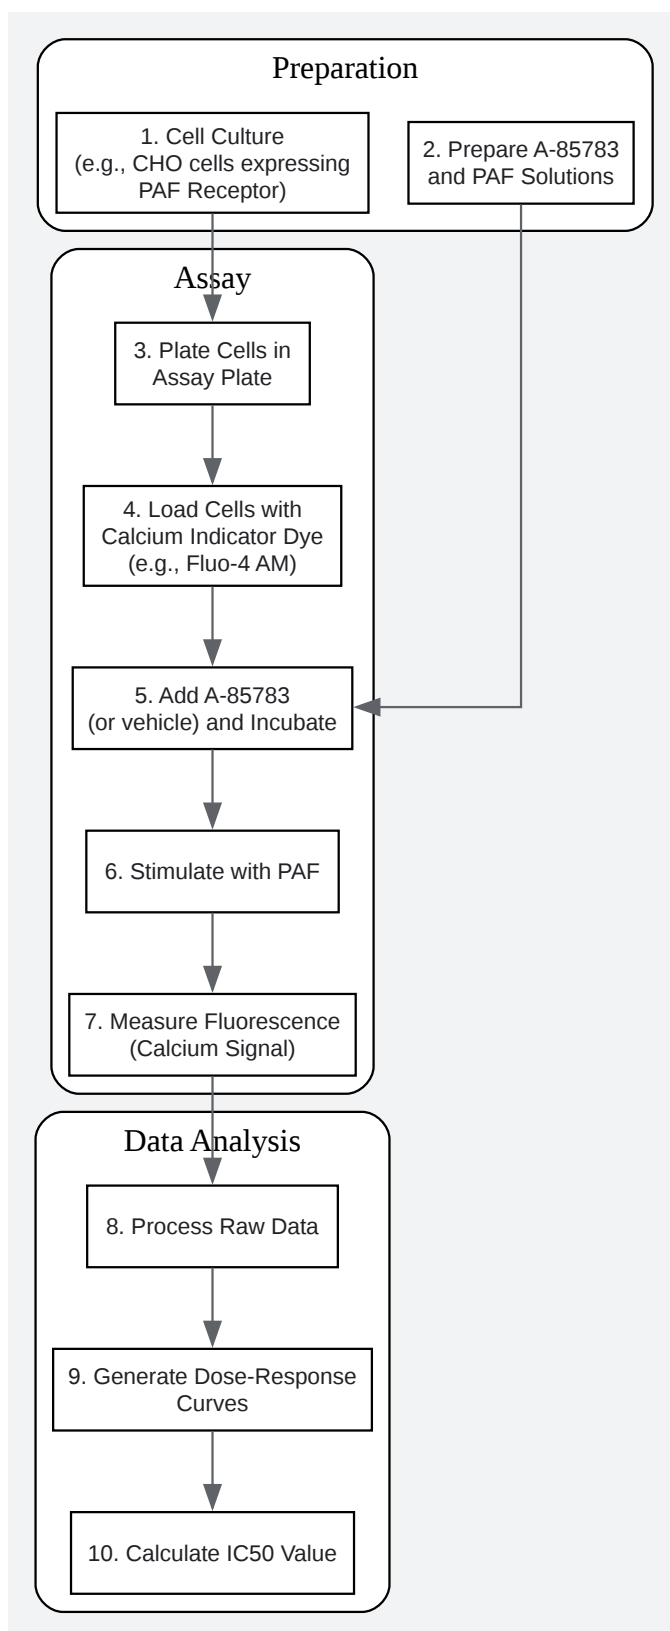 Preparation
1. Cell Culture
(e.g., CHO cells expressing
PAF Receptor)
2. Prepare A-85783
and PAF Solutions
Assay
3. Plate Cells in
Assay Plate
4. Load Cells with
Calcium Indicator Dye
(e.g., Fluo-4 AM)
5. Add A-85783
(or vehicle) and Incubate
6. Stimulate with PAF
7. Measure Fluorescence
(Calcium Signal)
Data Analysis
8. Process Raw Data
9. Generate Dose-Response
Curves
10. Calculate IC50 Value